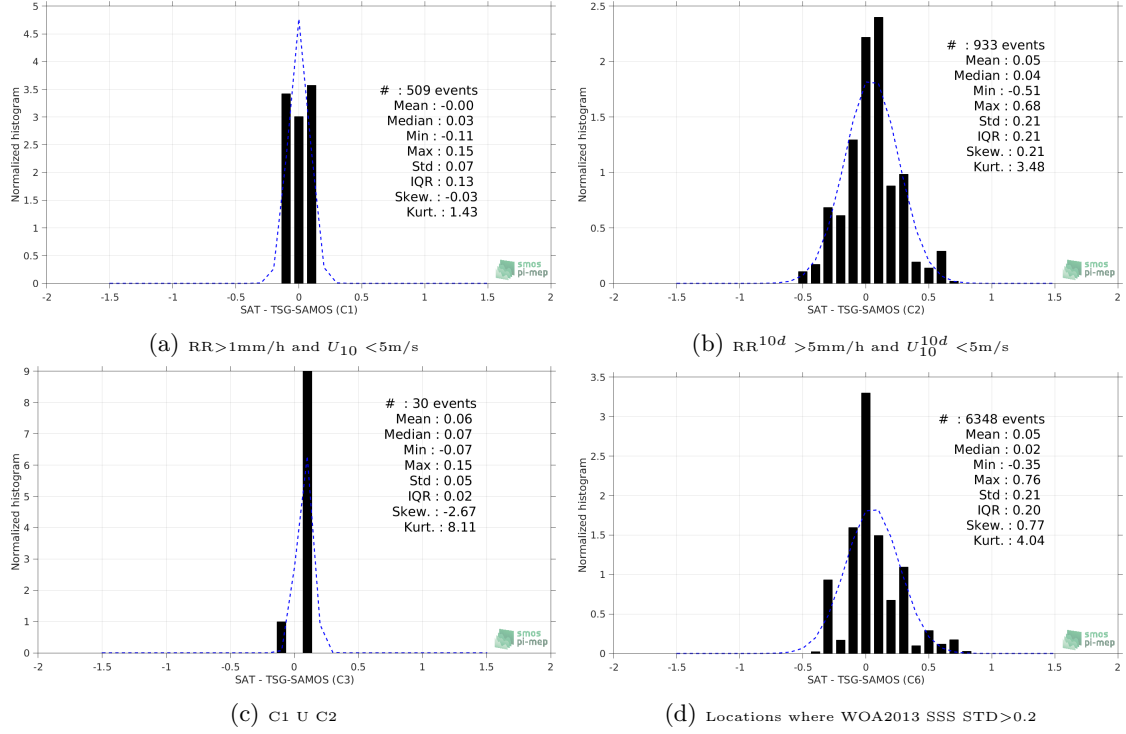 5
4.5
4
3.5
3
2.5
2
1.5
1
0.5
0
Normalized histogram
# : 509 events
Mean : -0.00
Median : 0.03
Min : -0.11
Max : 0.15
Std : 0.07
IQR : 0.13
Skew. : -0.03
Kurt. : 1.43
smos
pi-mep
-2 -1.5 -1 -0.5 0 0.5 1 1.5 2
SAT - TSG-SAMOS (C1)
(a) RR>1mm/h and U10 <5m/s
2.5
2
1.5
1
0.5
0
Normalized histogram
# : 933 events
Mean : 0.05
Median : 0.04
Min : -0.51
Max : 0.68
Std : 0.21
IQR : 0.21
Skew. : 0.21
Kurt. : 3.48
smos
pi-mep
-2 -1.5 -1 -0.5 0 0.5 1 1.5 2
SAT - TSG-SAMOS (C2)
(b) RR^10d >5mm/h and U10^10d <5m/s
9
8
7
6
5
4
3
2
1
0
Normalized histogram
# : 30 events
Mean : 0.06
Median : 0.07
Min : -0.07
Max : 0.15
Std : 0.05
IQR : 0.02
Skew. : -2.67
Kurt. : 8.11
smos
pi-mep
-2 -1.5 -1 -0.5 0 0.5 1 1.5 2
SAT - TSG-SAMOS (C3)
(c) C1 U C2
3.5
3
2.5
2
1.5
1
0.5
0
Normalized histogram
# : 6348 events
Mean : 0.05
Median : 0.02
Min : -0.35
Max : 0.76
Std : 0.21
IQR : 0.20
Skew. : 0.77
Kurt. : 4.04
smos
pi-mep
-2 -1.5 -1 -0.5 0 0.5 1 1.5 2
SAT - TSG-SAMOS (C6)
(d) Locations where WOA2013 SSS STD>0.2